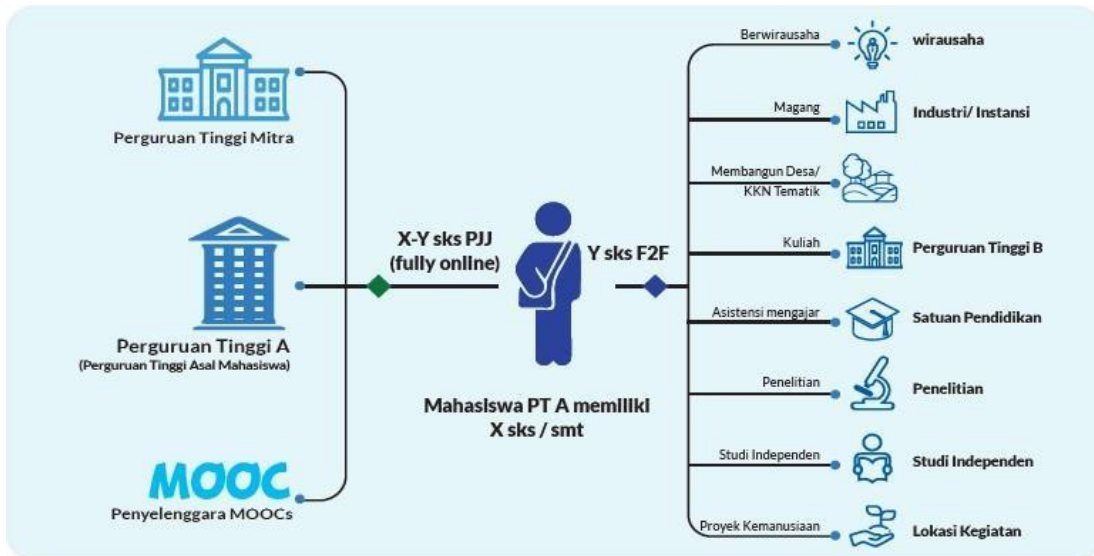 Perguruan Tinggi Mitra
Perguruan Tinggi A
(Perguruan Tinggi Asal Mahasiswa)
MOOC
Penyelenggara MOOCs
X-Y sks PJJ
(fully online)
Y sks F2F
Mahasiswa PT A memiliki
X sks / smt
Berwirausaha
wirausaha
Magang
Industri/ Instansi
Membangun Desa/
KKN Tematik
Kuliah
Perguruan Tinggi B
Asistensi mengajar
Satuan Pendidikan
Penelitian
Penelitian
Studi Independen
Studi Independen
Proyek Kemanusiaan
Lokasi Kegiatan